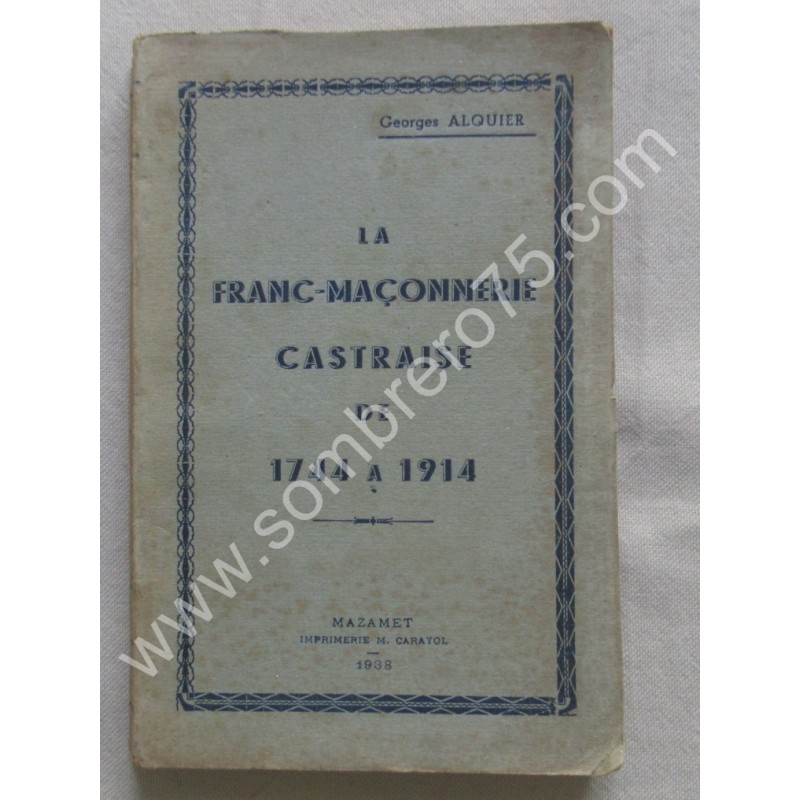 Georges ALQUIER
LA
FRANC-MAÇONNERIE
CASTRAISE
DE
1744 A 1914
MAZAMET
IMPRIMERIE M. CARAYOL
1938
www.sombrero75.com